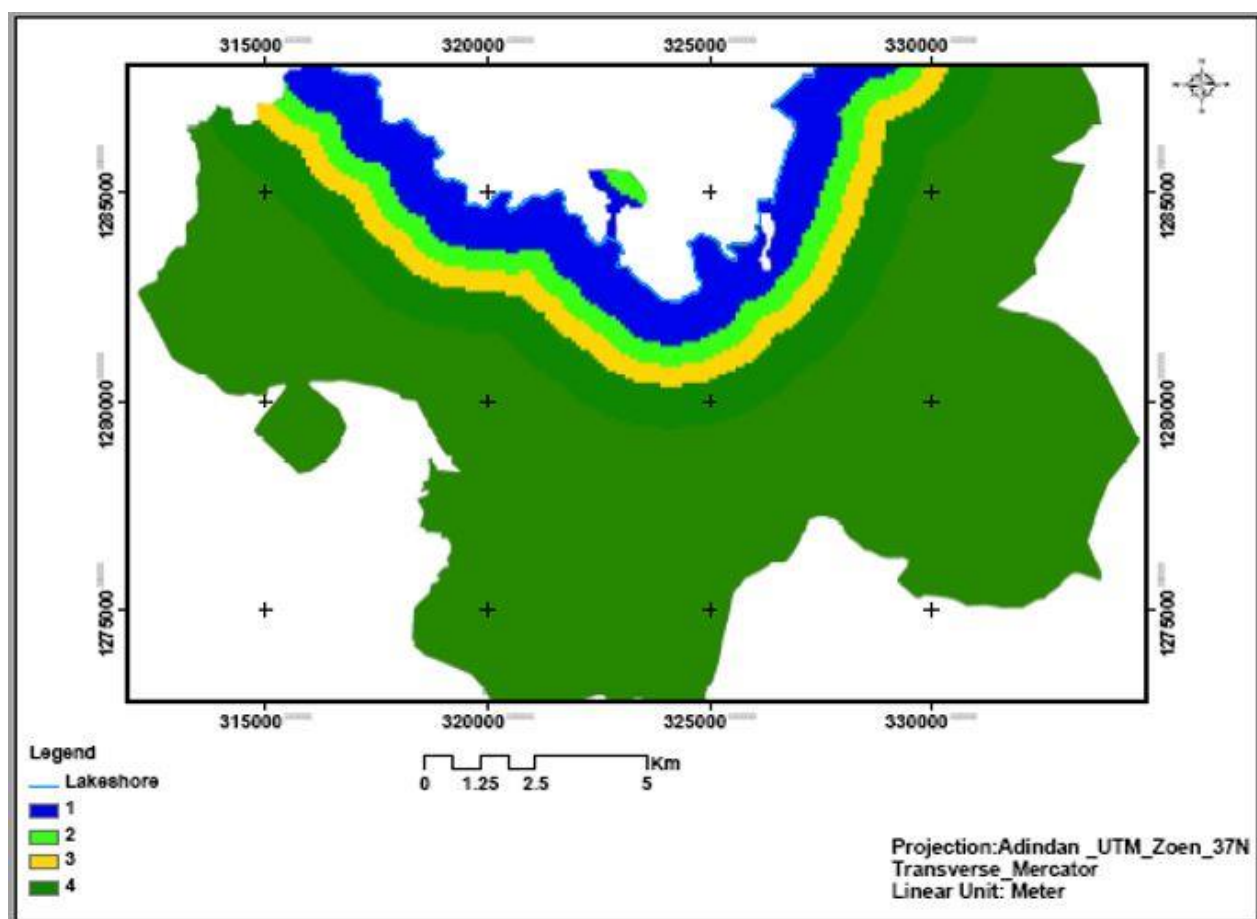 315000 320000 325000 330000
1285000 1285000
1280000 1280000
1275000 1275000
315000 320000 325000 330000
Legend
Lakeshore
1
2
3
4
Km
0 1.25 2.5 5
Projection:Adindan _UTM_Zoen_37N
Transverse_Mercator
Linear Unit: Meter